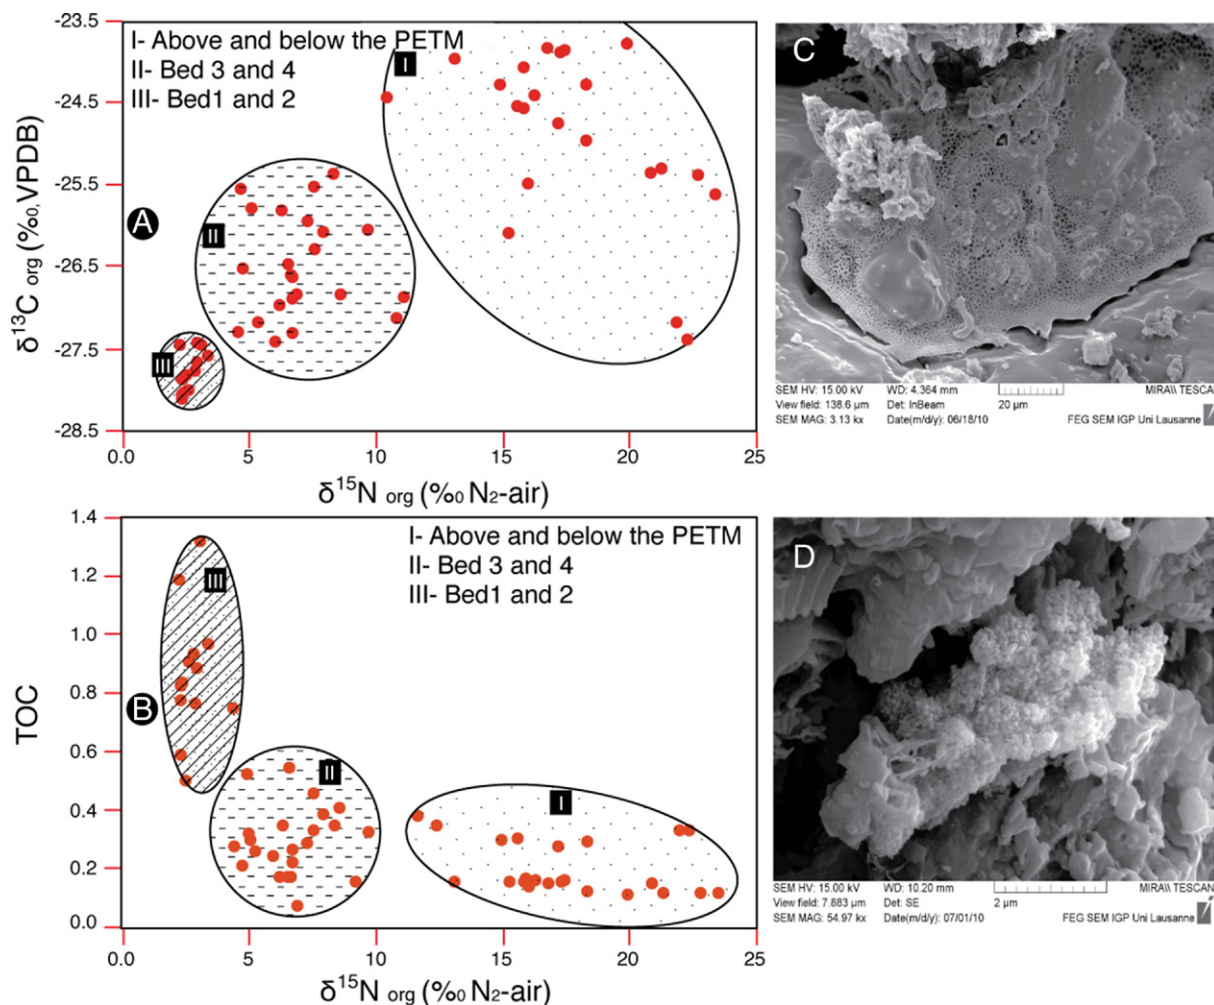 I- Above and below the PETM
II- Bed 3 and 4
III- Bed1 and 2
I
II
III
A
-23.5
-24.5
-25.5
-26.5
-27.5
-28.5
δ¹³C org (‰, VPDB)
0.0
5
10
15
20
25
δ¹⁵N org (‰ N₂-air)
C
SEM HV: 15.00 kV WD: 4.364 mm MIRA\\ TESCAN
View field: 138.6 µm Det: InBeam 20 µm
SEM MAG: 3.13 kx Date(m/d/y): 06/18/10 FEG SEM IGP Uni Lausanne
I- Above and below the PETM
II- Bed 3 and 4
III- Bed1 and 2
III
II
I
B
1.4
1.2
1.0
0.8
0.6
0.4
0.2
0.0
TOC
0.0
5
10
15
20
25
δ¹⁵N org (‰ N₂-air)
D
SEM HV: 15.00 kV WD: 10.20 mm MIRA\\ TESCAN
View field: 7.883 µm Det: SE 2 µm
SEM MAG: 54.97 kx Date(m/d/y): 07/01/10 FEG SEM IGP Uni Lausanne